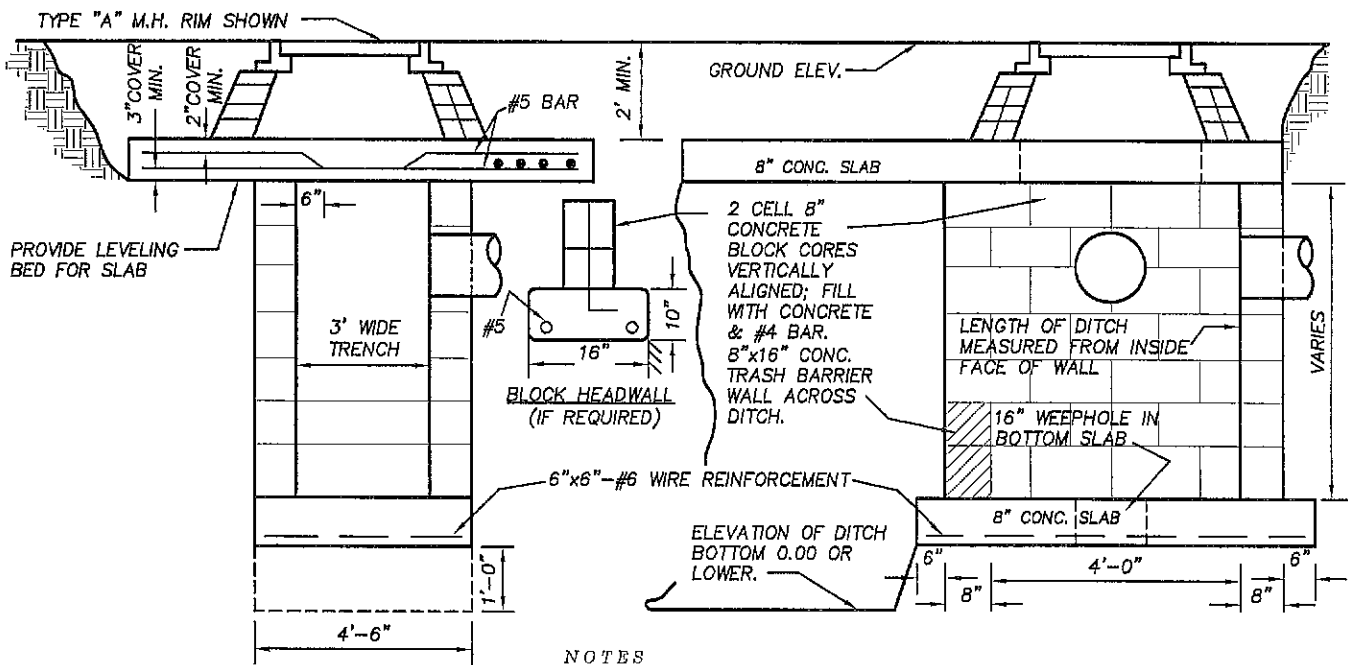 TYPE "A" M.H. RIM SHOWN
3"COVER
MIN.
2"COVER
MIN.
#5 BAR
2' MIN.
GROUND ELEV.
8" CONC. SLAB
6"
PROVIDE LEVELING
BED FOR SLAB
3' WIDE
TRENCH
#5
10"
16"
BLOCK HEADWALL
(IF REQUIRED)
2 CELL 8"
CONCRETE
BLOCK CORES
VERTICALLY
ALIGNED; FILL
WITH CONCRETE
& #4 BAR.
8"x16" CONC.
TRASH BARRIER
WALL ACROSS
DITCH.
LENGTH OF DITCH
MEASURED FROM INSIDE
FACE OF WALL
VARIES
16" WEEPHOLE IN
BOTTOM SLAB
6"x6"-#6 WIRE REINFORCEMENT
8" CONC. SLAB
ELEVATION OF DITCH
BOTTOM 0.00 OR
LOWER.
6"
8"
4'-0"
8"
6"
1'-0"
4'-6"
NOTES